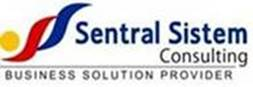 Sentral Sistem
Consulting
BUSINESS SOLUTION PROVIDER